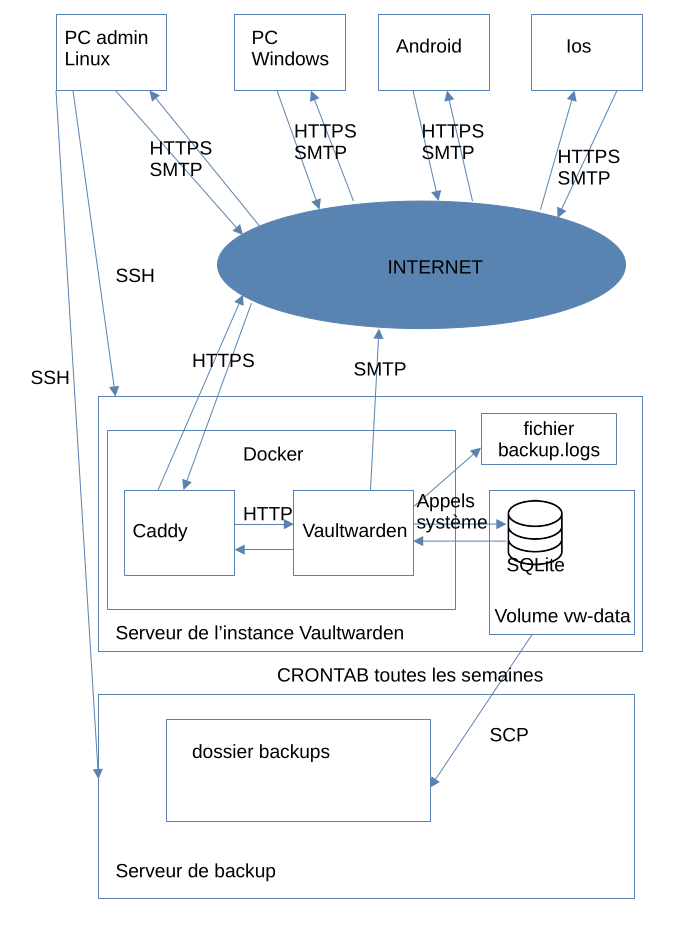 PC admin
Linux
PC
Windows
Android
Ios
HTTPS
SMTP
HTTPS
SMTP
HTTPS
SMTP
HTTPS
SMTP
INTERNET
SSH
SSH
HTTPS
SMTP
fichier
backup.logs
Docker
Caddy
HTTP
Vaultwarden
Appels
système
SQLite
Volume vw-data
Serveur de l’instance Vaultwarden
CRONTAB toutes les semaines
SCP
dossier backups
Serveur de backup